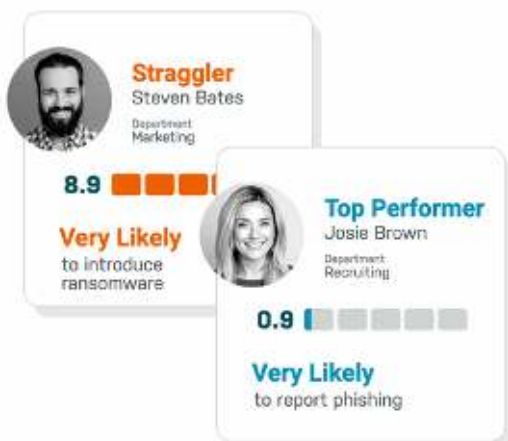 Straggler
Steven Bates
Department
Marketing
8.9
Very Likely
to introduce
ransomware
Top Performer
Josie Brown
Department
Recruiting
0.9
Very Likely
to report phishing